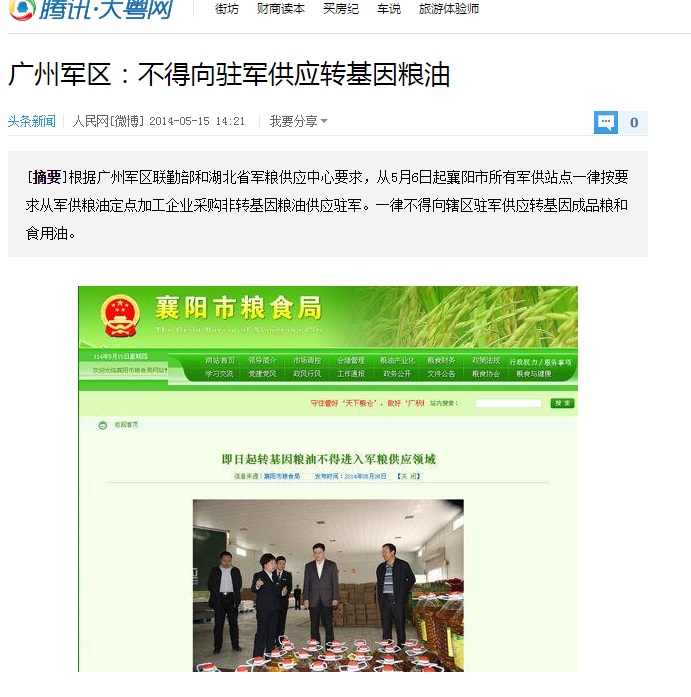 腾讯·大粤网
街坊 财商读本 买房纪 车说 旅游体验师
广州军区：不得向驻军供应转基因粮油
头条新闻 人民网[微博] 2014-05-15 14:21 我要分享 0
[摘要]根据广州军区联勤部和湖北省军粮供应中心要求，从5月6日起襄阳市所有军供站点一律按要
求从军供粮油定点加工企业采购非转基因粮油供应驻军。一律不得向辖区驻军供应转基因成品粮和
食用油。
襄阳市粮食局
The Grain Bureau of Xiangyang City
114年5月15日星期四
欢迎光临襄阳市粮食局网站
网站首页 领导简介 市场调控 仓储管理 粮油产业化 粮食财务 政策法规 行政权力/服务事项
学习交流 党建党风 政风行风 工作通报 政务公开 文件公告 粮食协会 粮食与健康
守住管好“天下粮仓”，做好“广积 站内搜索： 搜 索
返回首页
即日起转基因粮油不得进入军粮供应领域
信息来源：襄阳市粮食局 发布时间：2014年05月06日 【关 闭】